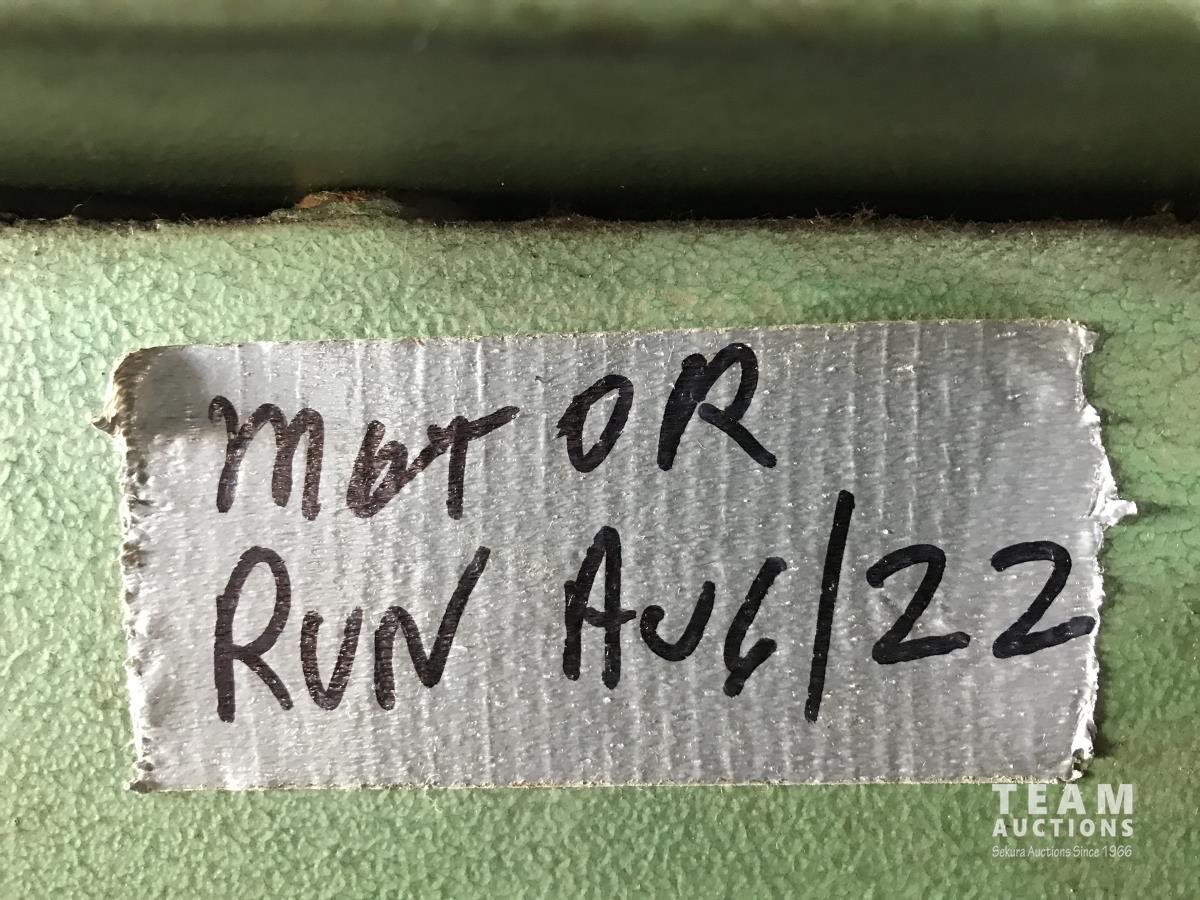 MOTOR
RUN AUG/22
TEAM
AUCTIONS
Sekura Auctions Since 1966